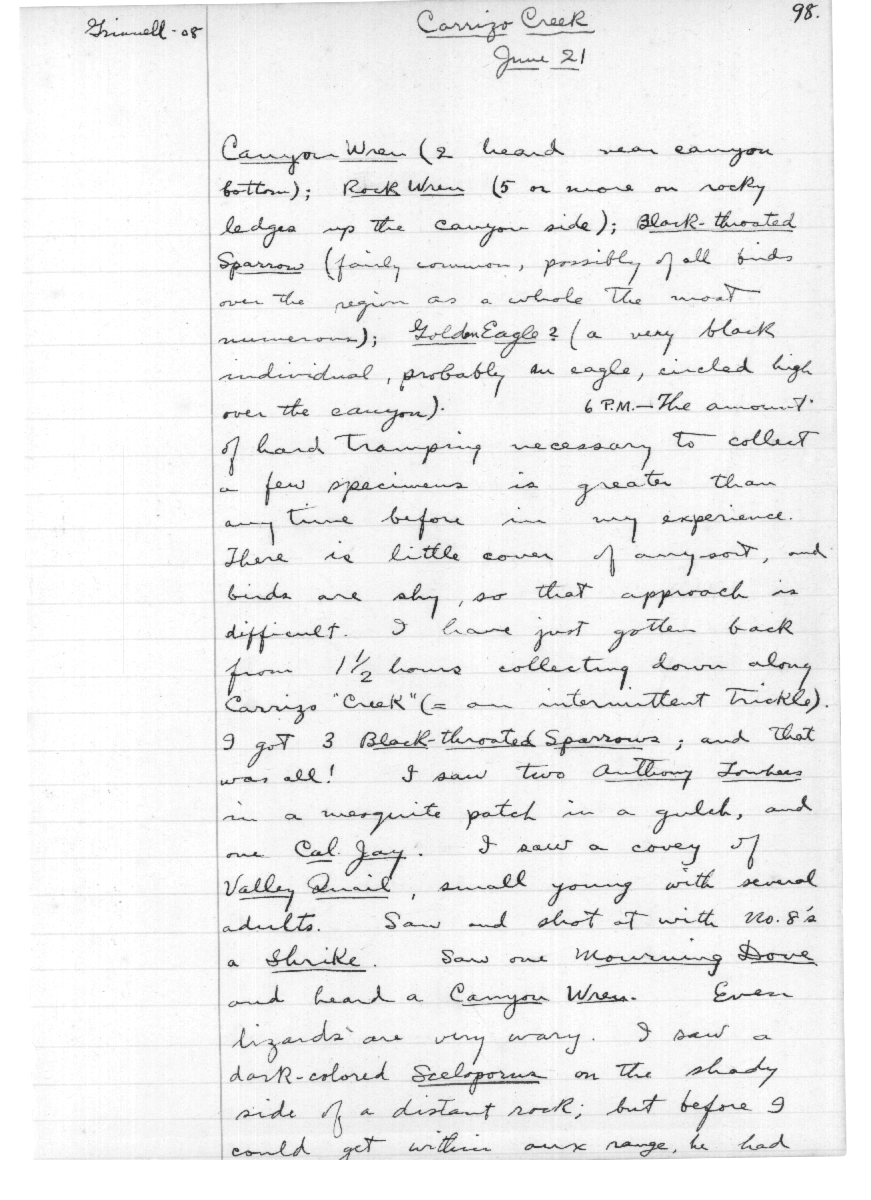 Grinnell-08
Carrizo Creek
98.
June 21
Canyon Wren (2 heard near canyon
bottom); Rock Wren (5 or more on rocky
ledges up the canyon side); Black-throated
Sparrow (fairly common, possibly of all birds
over the region as a whole the most
numerous); Golden Eagle? (a very black
individual, probably an eagle, circled high
over the canyon). 6 P.M.—The amount
of hard tramping necessary to collect
a few specimens is greater than
any time before in my experience.
There is little cover of any sort, and
birds are shy, so that approach is
difficult. I have just gotten back
from 1 1/2 hours collecting down along
Carrizo "Creek" (= an intermittent trickle).
I got 3 Black-throated Sparrows; and that
was all! I saw two Anthony Towhees
in a mesquite patch in a gulch, and
one Cal. Jay. I saw a covey of
Valley Quail, small young with several
adults. Saw and shot at with No. 8's
a Shrike. Saw one Mourning Dove
and heard a Canyon Wren. Even
lizards are very wary. I saw a
dark-colored Sceloporus on the shady
side of a distant rock; but before I
could get within aux range, he had